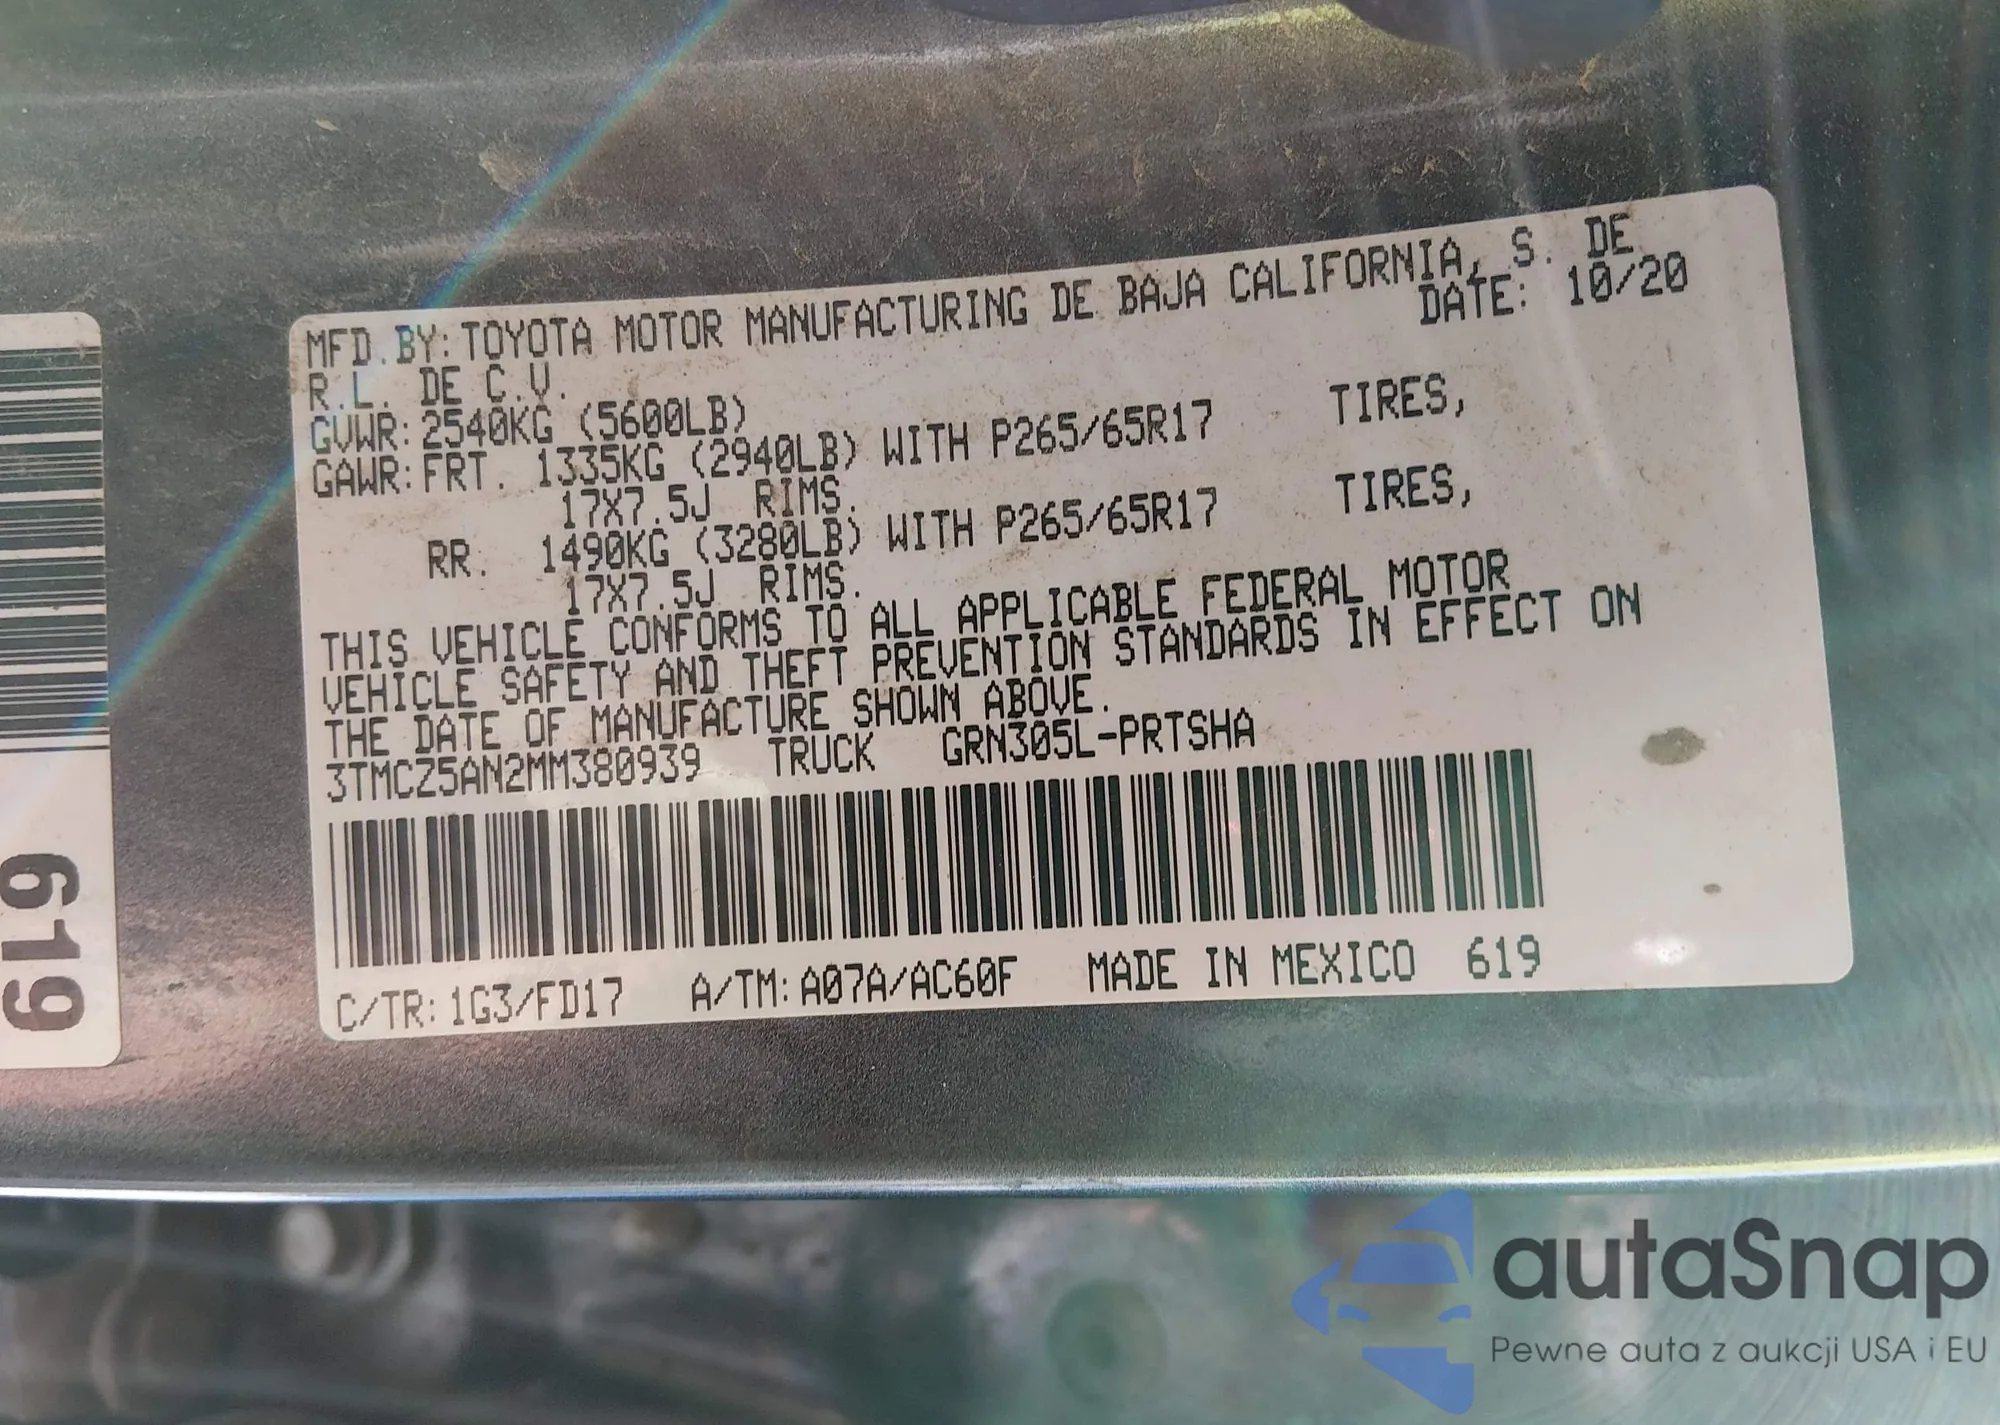 MFD.BY:TOYOTA MOTOR MANUFACTURING DE BAJA CALIFORNIA, S. DE
R.L. DE C.V. DATE: 10/20
GVWR:2540KG (5600LB)
GAWR:FRT. 1335KG (2940LB) WITH P265/65R17 TIRES,
17X7.5J RIMS.
RR. 1490KG (3280LB) WITH P265/65R17 TIRES,
17X7.5J RIMS.
THIS VEHICLE CONFORMS TO ALL APPLICABLE FEDERAL MOTOR
VEHICLE SAFETY AND THEFT PREVENTION STANDARDS IN EFFECT ON
THE DATE OF MANUFACTURE SHOWN ABOVE.
3TMCZ5AN2MM380939 TRUCK GRN305L-PRTSHA
C/TR:1G3/FD17 A/TM:A07A/AC60F MADE IN MEXICO 619
619
autaSnap
Pewne auta z aukcji USA i EU